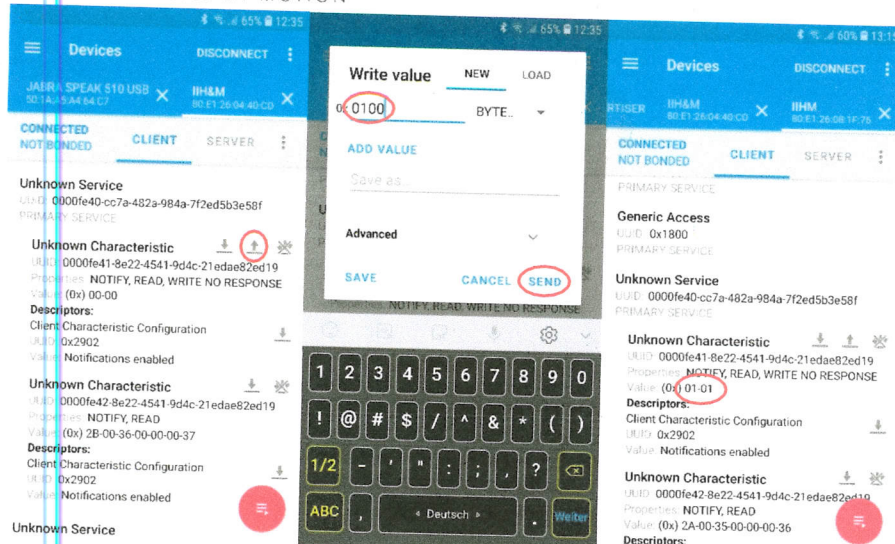 65% 12:35
Devices DISCONNECT
JABRA SPEAK 510 USB
50:1A:A5:A4:64:C7
IIH&M
80:E1:26:04:40:CD
CONNECTED
NOT BONDED
CLIENT SERVER
Unknown Service
UUID: 0000fe40-cc7a-482a-984a-7f2ed5b3e58f
PRIMARY SERVICE
Unknown Characteristic
UUID: 0000fe41-8e22-4541-9d4c-21edae82ed19
Properties: NOTIFY, READ, WRITE NO RESPONSE
Value: (0x) 00-00
Descriptors:
Client Characteristic Configuration
UUID: 0x2902
Value: Notifications enabled
Unknown Characteristic
UUID: 0000fe42-8e22-4541-9d4c-21edae82ed19
Properties: NOTIFY, READ
Value: (0x) 2B-00-36-00-00-00-37
Descriptors:
Client Characteristic Configuration
UUID: 0x2902
Value: Notifications enabled
Unknown Service
65% 12:35
Write value NEW LOAD
0x 0100 BYTE..
ADD VALUE
Save as...
Advanced
SAVE CANCEL SEND
Properties: NOTIFY, READ, WRITE NO RESPONSE
1 2 3 4 5 6 7 8 9 0
! @ # $ / ^ & * ( )
1/2 - ' " : ; , ?
ABC , Deutsch . Weiter
60% 13:15
Devices DISCONNECT
RTISER
IIH&M
80:E1:26:04:40:CD
IIHM
80:E1:26:08:1F:76
CONNECTED
NOT BONDED
CLIENT SERVER
PRIMARY SERVICE
Generic Access
UUID: 0x1800
PRIMARY SERVICE
Unknown Service
UUID: 0000fe40-cc7a-482a-984a-7f2ed5b3e58f
PRIMARY SERVICE
Unknown Characteristic
UUID: 0000fe41-8e22-4541-9d4c-21edae82ed19
Properties: NOTIFY, READ, WRITE NO RESPONSE
Value: (0x) 01-01
Descriptors:
Client Characteristic Configuration
UUID: 0x2902
Value: Notifications enabled
Unknown Characteristic
UUID: 0000fe42-8e22-4541-9d4c-21edae82ed19
Properties: NOTIFY, READ
Value: (0x) 2A-00-35-00-00-00-36
Descriptors: